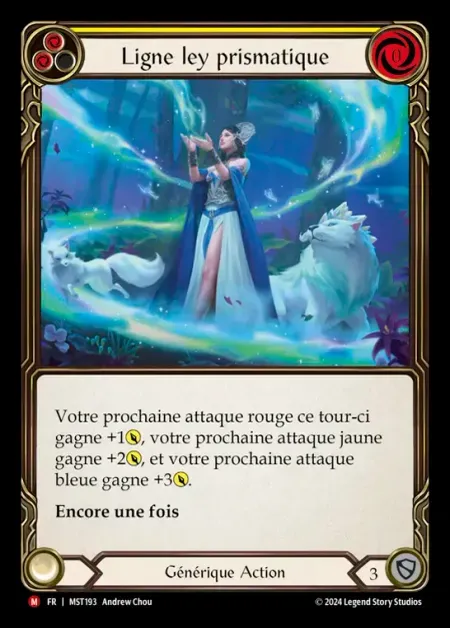 Ligne ley prismatique
0
Votre prochaine attaque rouge ce tour-ci
gagne +1, votre prochaine attaque jaune
gagne +2, et votre prochaine attaque
bleue gagne +3.
Encore une fois
Générique Action
3
M FR | MST193 Andrew Chou
© 2024 Legend Story Studios